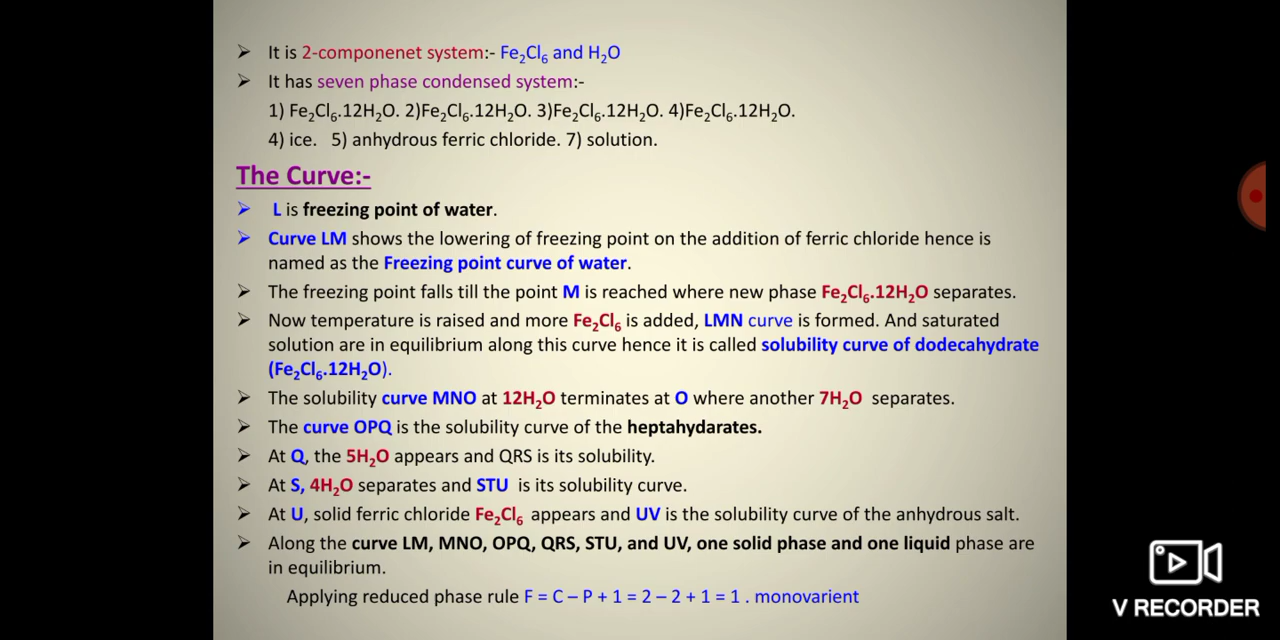 ➢ It is 2-componenet system:- Fe₂Cl₆ and H₂O
➢ It has seven phase condensed system:-
1) Fe₂Cl₆.12H₂O. 2)Fe₂Cl₆.12H₂O. 3)Fe₂Cl₆.12H₂O. 4)Fe₂Cl₆.12H₂O.
4) ice. 5) anhydrous ferric chloride. 7) solution.
The Curve:-
➢ L is freezing point of water.
➢ Curve LM shows the lowering of freezing point on the addition of ferric chloride hence is
named as the Freezing point curve of water.
➢ The freezing point falls till the point M is reached where new phase Fe₂Cl₆.12H₂O separates.
➢ Now temperature is raised and more Fe₂Cl₆ is added, LMN curve is formed. And saturated
solution are in equilibrium along this curve hence it is called solubility curve of dodecahydrate
(Fe₂Cl₆.12H₂O).
➢ The solubility curve MNO at 12H₂O terminates at O where another 7H₂O separates.
➢ The curve OPQ is the solubility curve of the heptahydarates.
➢ At Q, the 5H₂O appears and QRS is its solubility.
➢ At S, 4H₂O separates and STU is its solubility curve.
➢ At U, solid ferric chloride Fe₂Cl₆ appears and UV is the solubility curve of the anhydrous salt.
➢ Along the curve LM, MNO, OPQ, QRS, STU, and UV, one solid phase and one liquid phase are
in equilibrium.
Applying reduced phase rule F = C – P + 1 = 2 – 2 + 1 = 1 . monovarient
V RECORDER